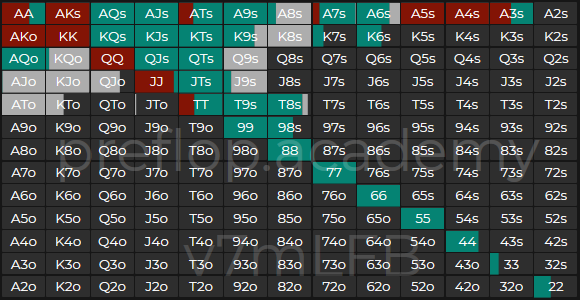 AA AKs AQs AJs ATs A9s A8s A7s A6s A5s A4s A3s A2s
AKo KK KQs KJs KTs K9s K8s K7s K6s K5s K4s K3s K2s
AQo KQo QQ QJs QTs Q9s Q8s Q7s Q6s Q5s Q4s Q3s Q2s
AJo KJo QJo JJ JTs J9s J8s J7s J6s J5s J4s J3s J2s
ATo KTo QTo JTo TT T9s T8s T7s T6s T5s T4s T3s T2s
A9o K9o Q9o J9o T9o 99 98s 97s 96s 95s 94s 93s 92s
A8o K8o Q8o J8o T8o 98o 88 87s 86s 85s 84s 83s 82s
preflop.academy
A7o K7o Q7o J7o T7o 97o 87o 77 76s 75s 74s 73s 72s
A6o K6o Q6o J6o T6o 96o 86o 76o 66 65s 64s 63s 62s
A5o K5o Q5o J5o T5o 95o 85o 75o 65o 55 54s 53s 52s
A4o K4o Q4o J4o T4o 94o 84o 74o 64o 54o 44 43s 42s
v7mLFB
A3o K3o Q3o J3o T3o 93o 83o 73o 63o 53o 43o 33 32s
A2o K2o Q2o J2o T2o 92o 82o 72o 62o 52o 42o 32o 22